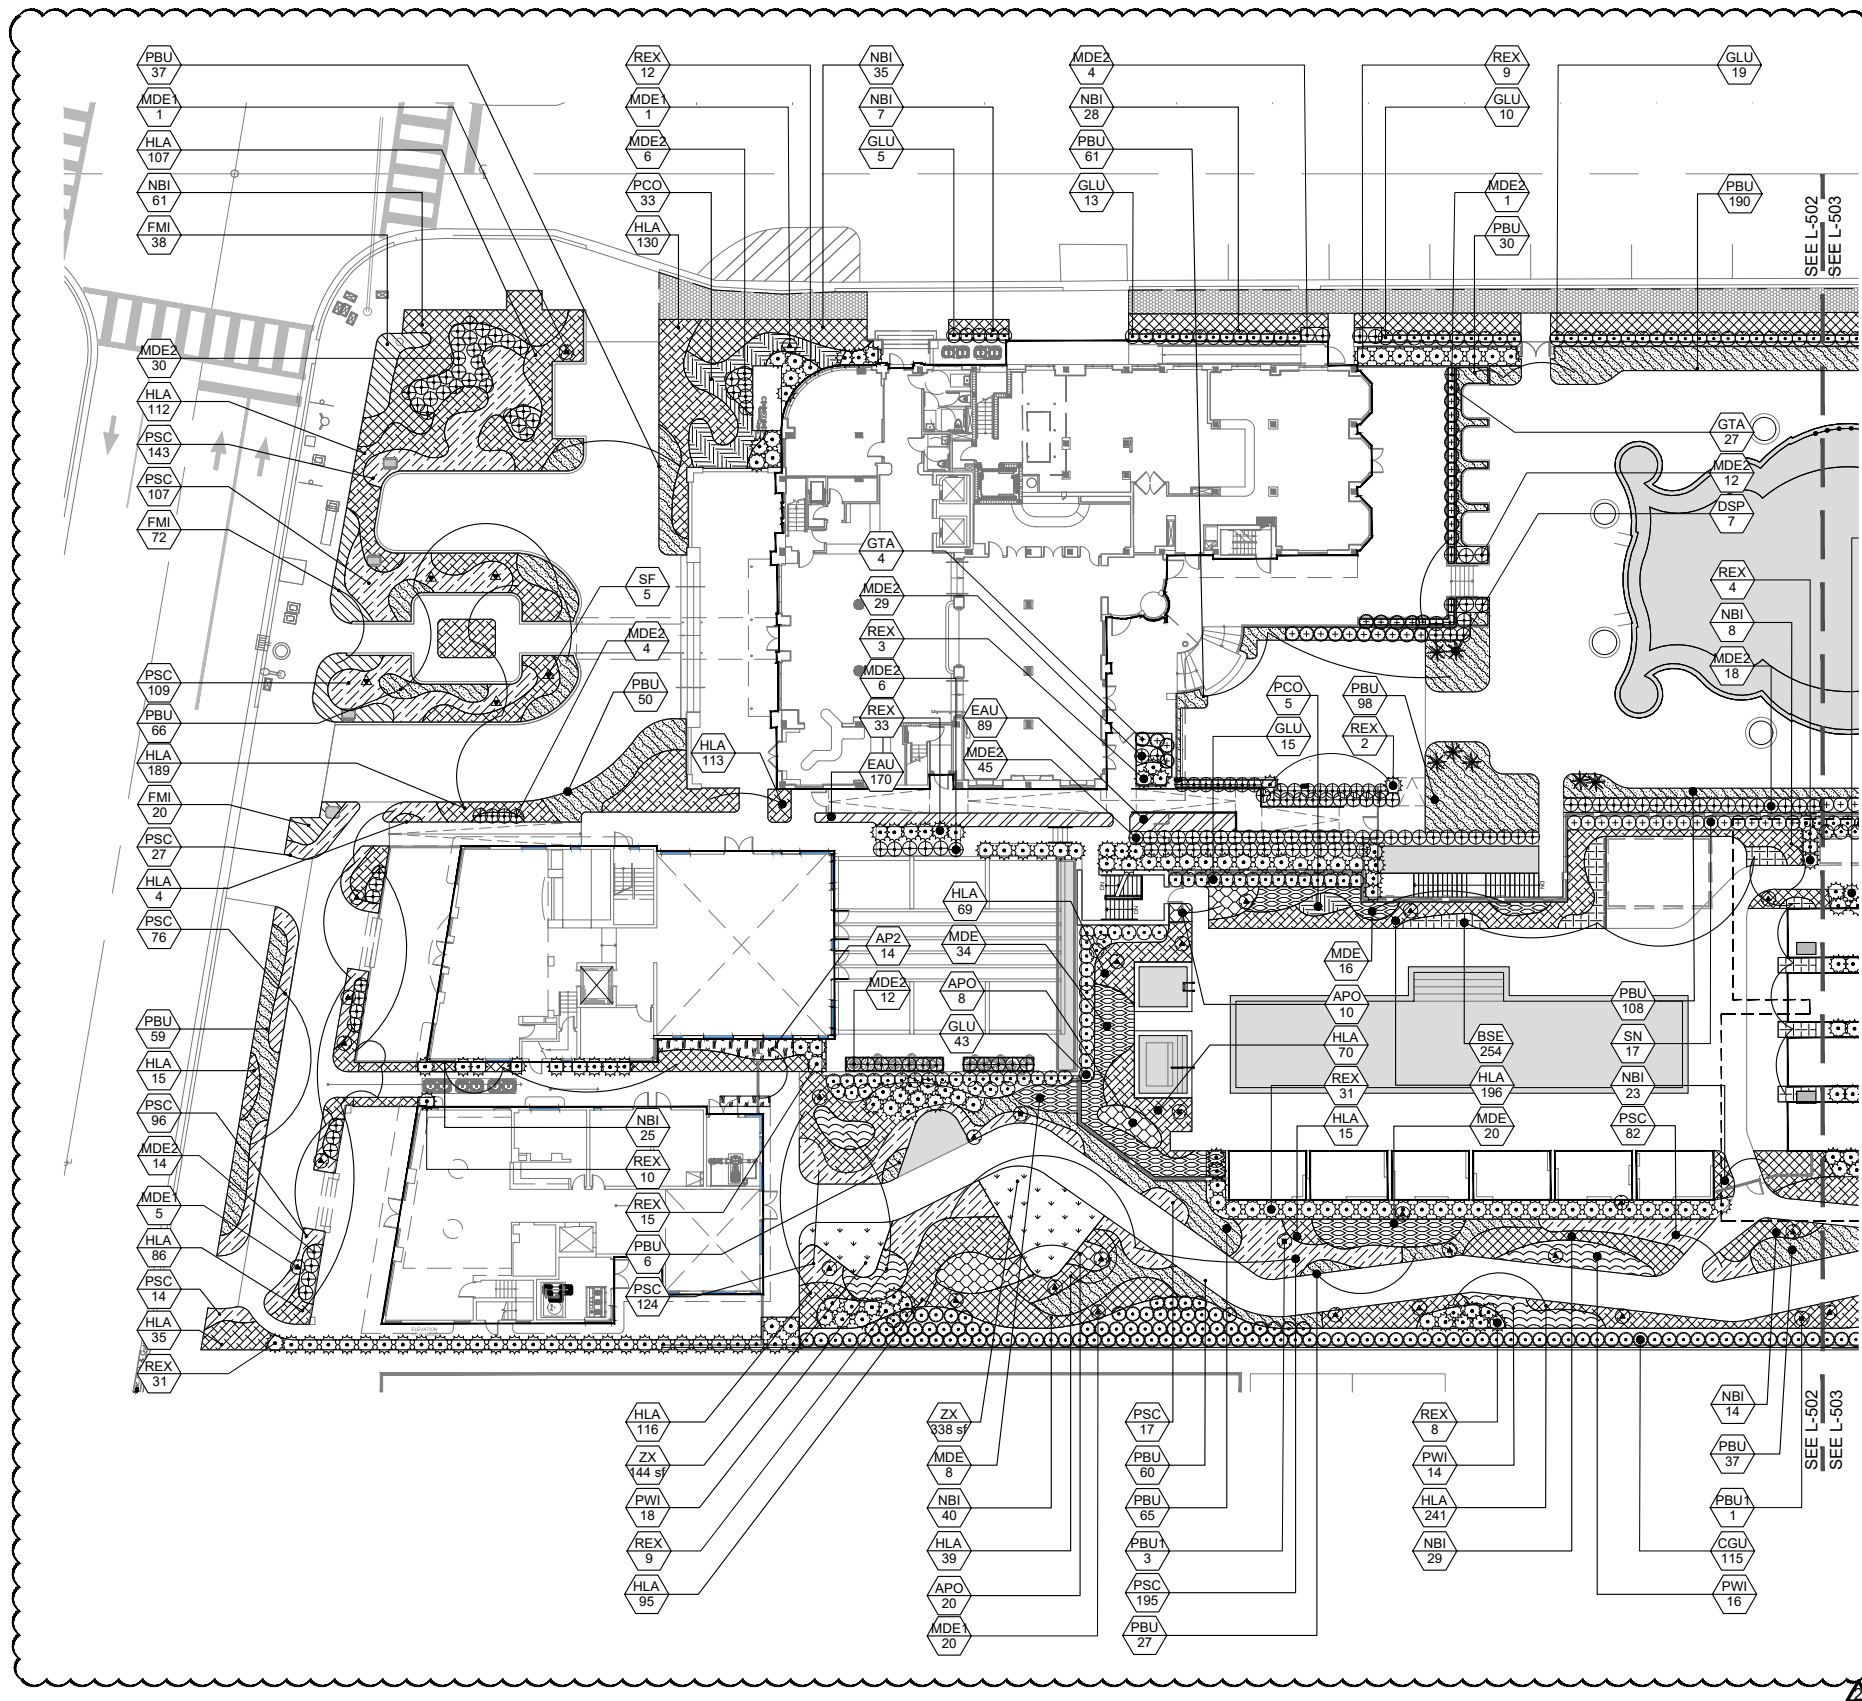 PBU
37
MDE1
1
HLA
107
NBI
61
FMI
38
REX
12
MDE1
1
MDE2
6
PCO
33
HLA
130
NBI
35
NBI
7
GLU
5
MDE2
4
NBI
28
PBU
61
GLU
13
REX
9
GLU
10
MDE2
1
PBU
30
GLU
19
PBU
190
SEE L-502
SEE L-503
MDE2
30
HLA
112
PSC
143
PSC
107
FMI
72
GTA
27
MDE2
12
DSP
7
REX
4
NBI
8
MDE2
18
SF
5
MDE2
4
PBU
50
HLA
113
GTA
4
MDE2
29
REX
3
MDE2
6
REX
33
EAU
170
EAU
89
MDE2
45
PCO
5
GLU
15
PBU
98
REX
2
PSC
109
PBU
66
HLA
189
FMI
20
PSC
27
HLA
4
PSC
76
DN
DN
DN
HLA
69
MDE
34
APO
8
GLU
43
AP2
14
MDE2
12
MDE
16
APO
10
HLA
70
REX
31
HLA
15
BSE
254
HLA
196
MDE
20
PBU
108
SN
17
NBI
23
PSC
82
PBU
59
HLA
15
PSC
96
MDE2
14
MDE1
5
HLA
86
PSC
14
HLA
35
REX
31
NBI
25
REX
10
REX
15
PBU
6
PSC
124
ELEVATION
HLA
116
ZX
144 sf
PWI
18
REX
9
HLA
95
ZX
338 sf
MDE
8
NBI
40
HLA
39
APO
20
MDE1
20
PSC
17
PBU
60
PBU
65
PBU1
3
PSC
195
PBU
27
REX
8
PWI
14
HLA
241
NBI
29
NBI
14
PBU
37
PBU1
1
CGU
115
PWI
16
SEE L-502
SEE L-503
2